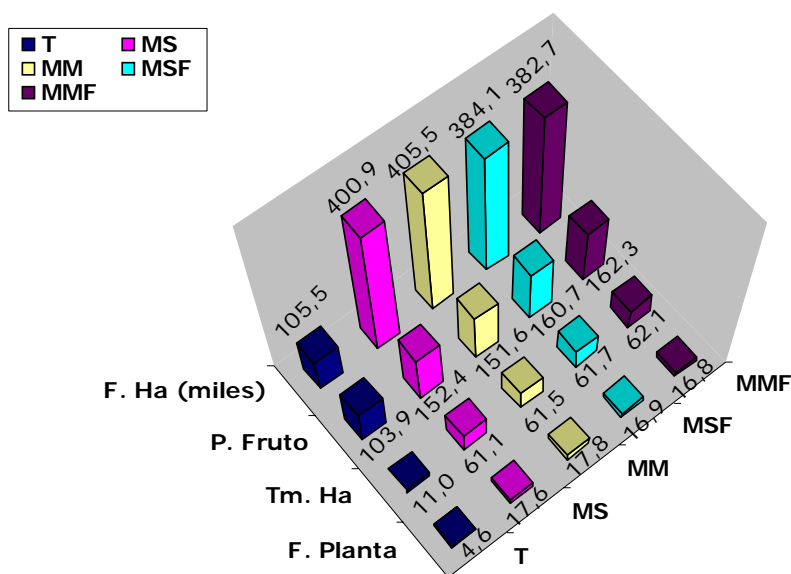 T MS
MM MSF
MMF
105,5 400,9 405,5 384,1 382,7
103,9 152,4 151,6 160,7 162,3
11,0 61,1 61,5 61,7 62,1
4,6 17,6 17,8 16,9 16,8
F. Ha (miles)
P. Fruto
Tm. Ha
F. Planta
T
MS
MM
MSF
MMF